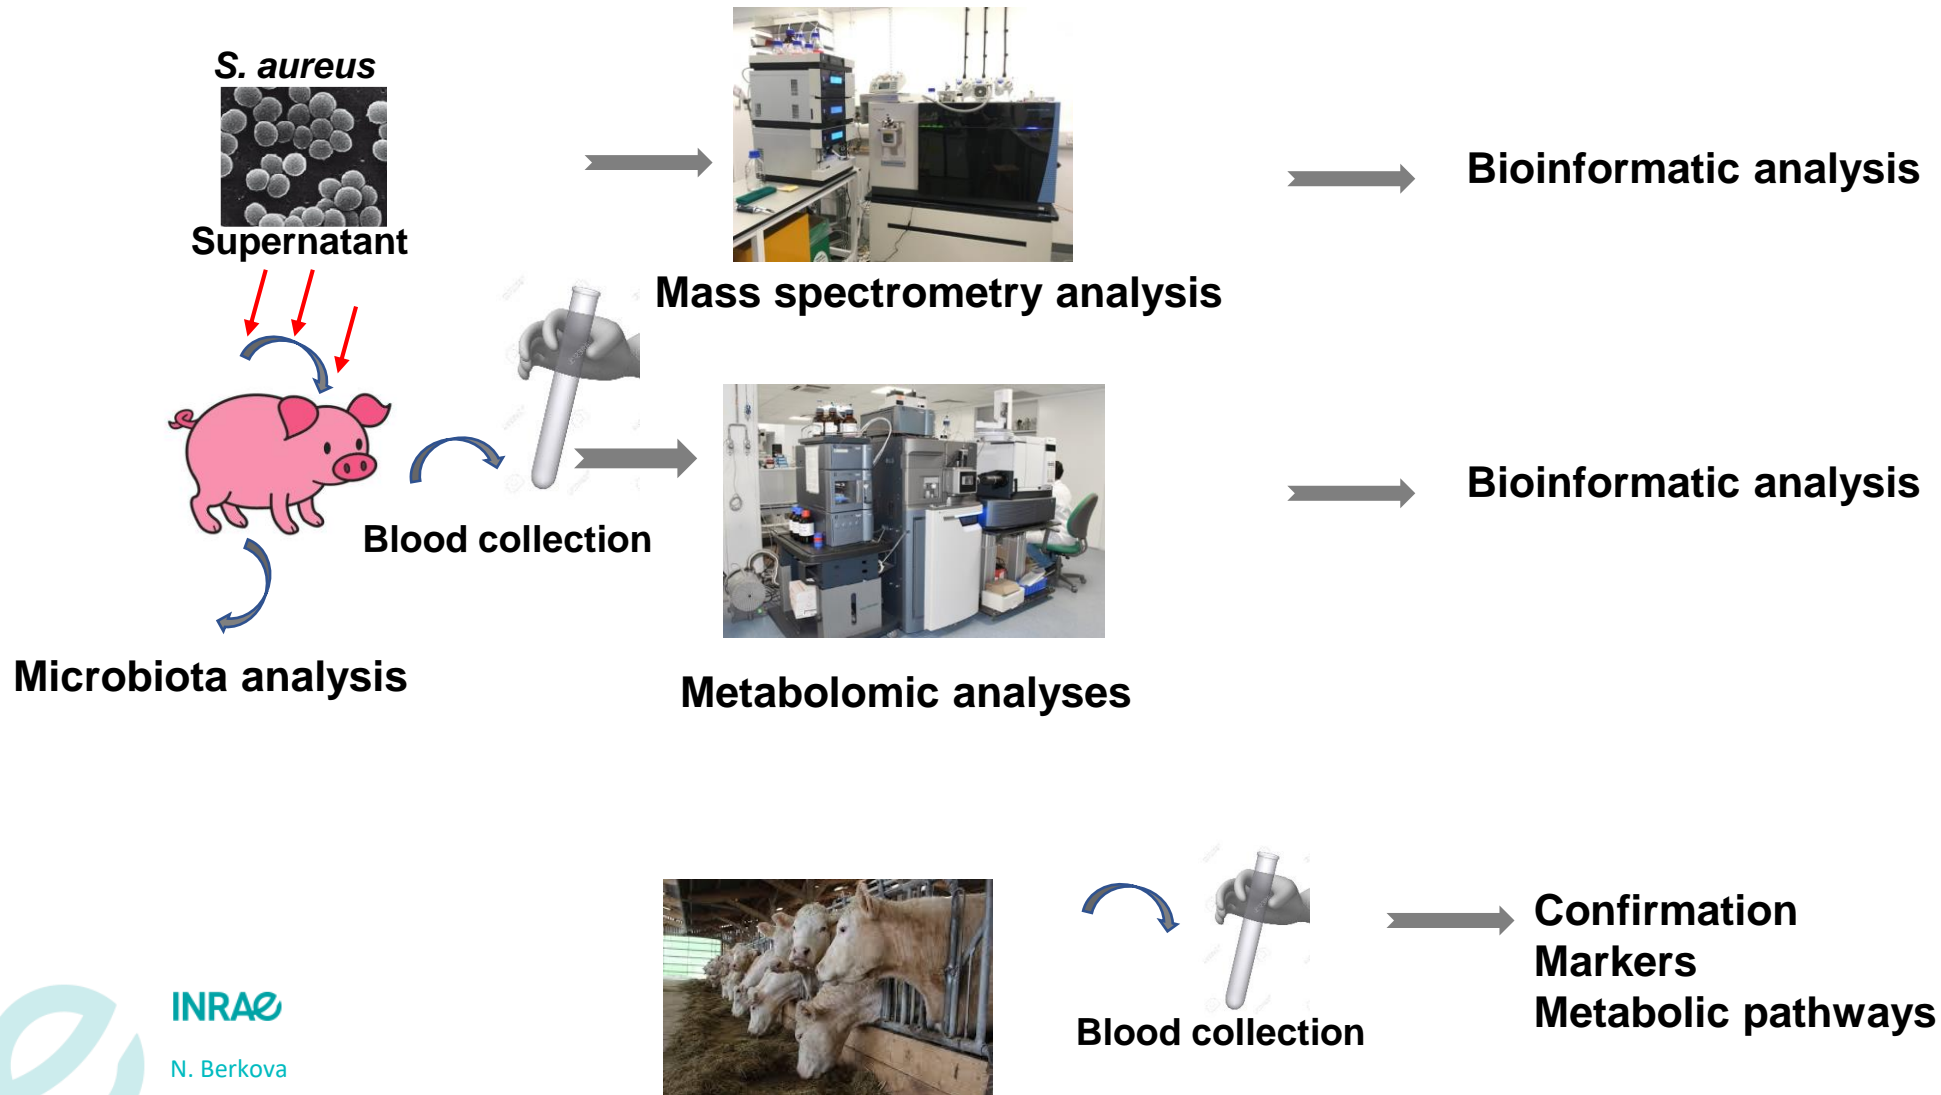 S. aureus
Supernatant
Mass spectrometry analysis
Bioinformatic analysis
Blood collection
Bioinformatic analysis
Microbiota analysis
Metabolomic analyses
Blood collection
Confirmation
Markers
Metabolic pathways
INRAE
N. Berkova